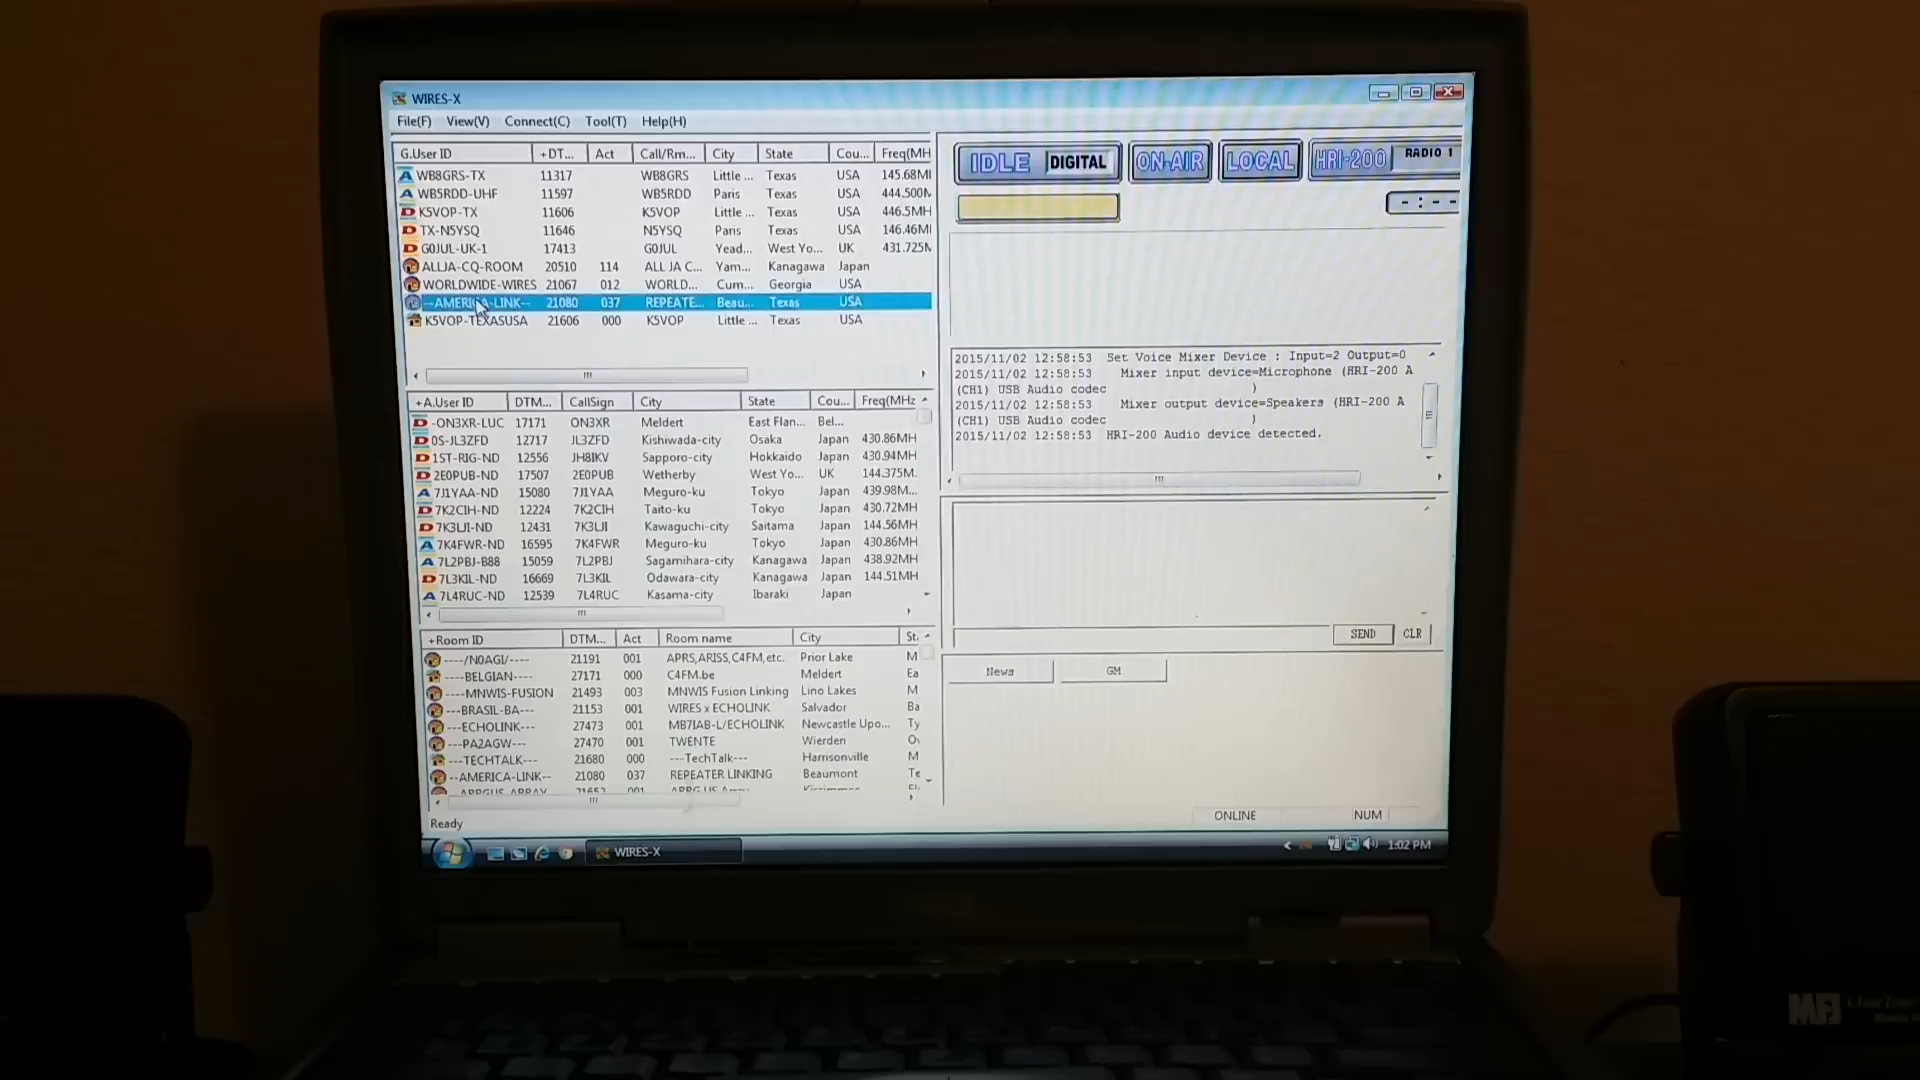 WIRES-X
File(F) View(V) Connect(C) Tool(T) Help(H)
G.User ID +DT... Act Call/Rm... City State Cou... Freq(MH
A WB8GRS-TX 11317 WB8GRS Little ... Texas USA 145.68MI
A WB5RDD-UHF 11597 WB5RDD Paris Texas USA 444.500M
D K5VOP-TX 11606 K5VOP Little ... Texas USA 446.5MH
D TX-N5YSQ 11646 N5YSQ Paris Texas USA 146.46MI
D G0JUL-UK-1 17413 G0JUL Yead... West Yo... UK 431.725M
ALLJA-CQ-ROOM 20510 114 ALL JA C... Yam... Kanagawa Japan
WORLDWIDE-WIRES 21067 012 WORLD... Cum... Georgia USA
--AMERICA-LINK-- 21080 037 REPEATE... Beau... Texas USA
K5VOP-TEXASUSA 21606 000 K5VOP Little ... Texas USA
+A.User ID DTM... CallSign City State Cou... Freq(MHz
D -ON3XR-LUC 17171 ON3XR Meldert East Flan... Bel...
D 0S-JL3ZFD 12717 JL3ZFD Kishiwada-city Osaka Japan 430.86MH
D 1ST-RIG-ND 12556 JH8IKV Sapporo-city Hokkaido Japan 430.94MH
D 2E0PUB-ND 17507 2E0PUB Wetherby West Yo... UK 144.375M.
A 7J1YAA-ND 15080 7J1YAA Meguro-ku Tokyo Japan 439.98M...
D 7K2CIH-ND 12224 7K2CIH Taito-ku Tokyo Japan 430.72MH
D 7K3LJI-ND 12431 7K3LJI Kawaguchi-city Saitama Japan 144.56MH
A 7K4FWR-ND 16595 7K4FWR Meguro-ku Tokyo Japan 430.86MH
A 7L2PBJ-B88 15059 7L2PBJ Sagamihara-city Kanagawa Japan 438.92MH
D 7L3KIL-ND 16669 7L3KIL Odawara-city Kanagawa Japan 144.51MH
A 7L4RUC-ND 12539 7L4RUC Kasama-city Ibaraki Japan
+Room ID DTM... Act Room name City St.
----/N0AGI/---- 21191 001 APRS,ARISS,C4FM,etc. Prior Lake M
----BELGIAN---- 27171 000 C4FM.be Meldert Ea
----MNWIS-FUSION 21493 003 MNWIS Fusion Linking Lino Lakes M
---BRASIL-BA--- 21153 001 WIRES x ECHOLINK Salvador Ba
---ECHOLINK--- 27473 001 MB7IAB-L/ECHOLINK Newcastle Upo... Ty
---PA2AGW--- 27470 001 TWENTE Wierden
---TECHTALK--- 21680 000 ---TechTalk--- Harrisonville M
--AMERICA-LINK-- 21080 037 REPEATER LINKING Beaumont Te
Ready
IDLE DIGITAL ON-AIR LOCAL HRI-200 RADIO 1
- : - -
2015/11/02 12:58:53 Set Voice Mixer Device : Input=2 Output=0
2015/11/02 12:58:53 Mixer input device=Microphone (HRI-200 A
(CH1) USB Audio codec )
2015/11/02 12:58:53 Mixer output device=Speakers (HRI-200 A
(CH1) USB Audio codec )
2015/11/02 12:58:53 HRI-200 Audio device detected.
SEND CLR
News GM
ONLINE NUM
WIRES-X
1:02 PM
MFJ